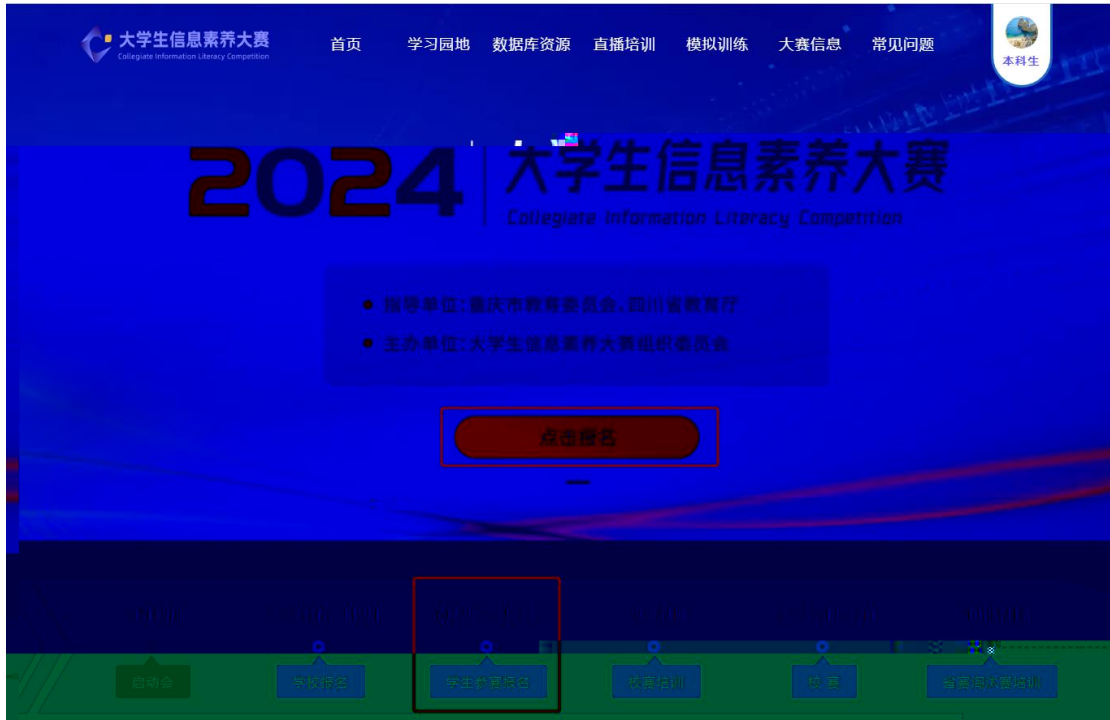 大学生信息素养大赛
Collegiate Information Literacy Competition
首页 学习园地 数据库资源 直播培训 模拟训练 大赛信息 常见问题
本科生
2024 大学生信息素养大赛
Collegiate Information Literacy Competition
指导单位:重庆市教育委员会、四川省教育厅
主办单位:大学生信息素养大赛组织委员会
点击报名
启动会 学校报名 学生参赛报名 校赛培训 校赛